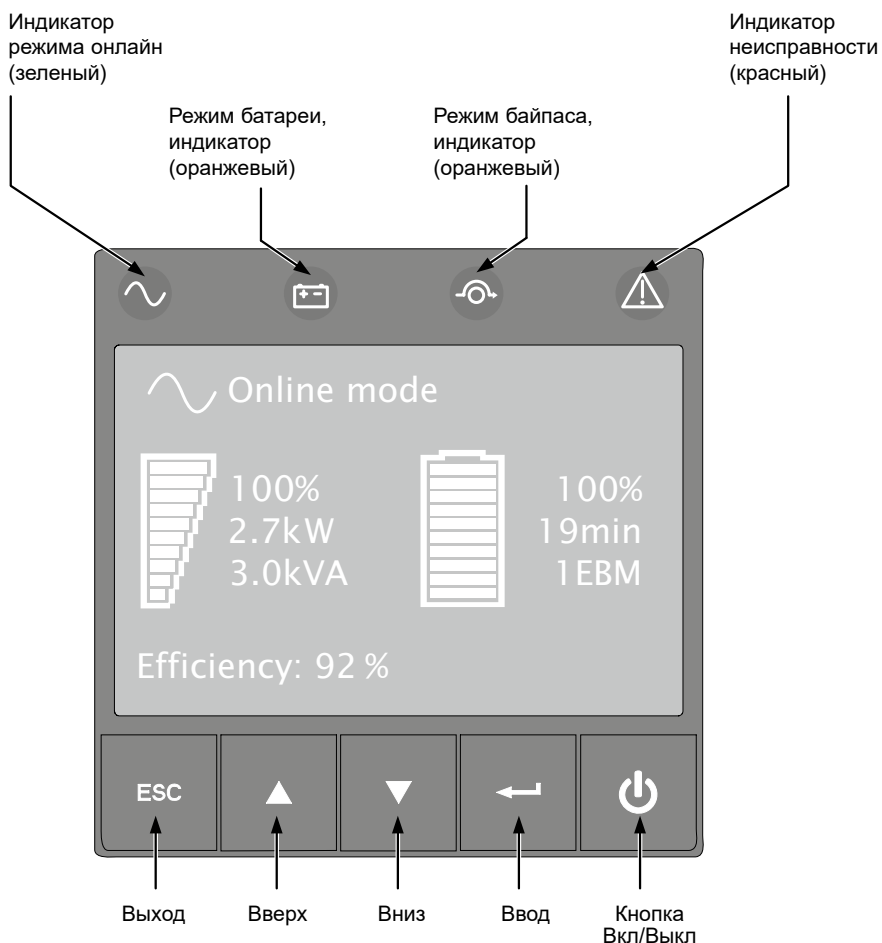 Индикатор
режима онлайн
(зеленый)
Режим батареи,
индикатор
(оранжевый)
Режим байпаса,
индикатор
(оранжевый)
Индикатор
неисправности
(красный)
Online mode
100%
2.7kW
3.0kVA
100%
19min
1EBM
Efficiency: 92 %
ESC
Выход
Вверх
Вниз
Ввод
Кнопка
Вкл/Выкл